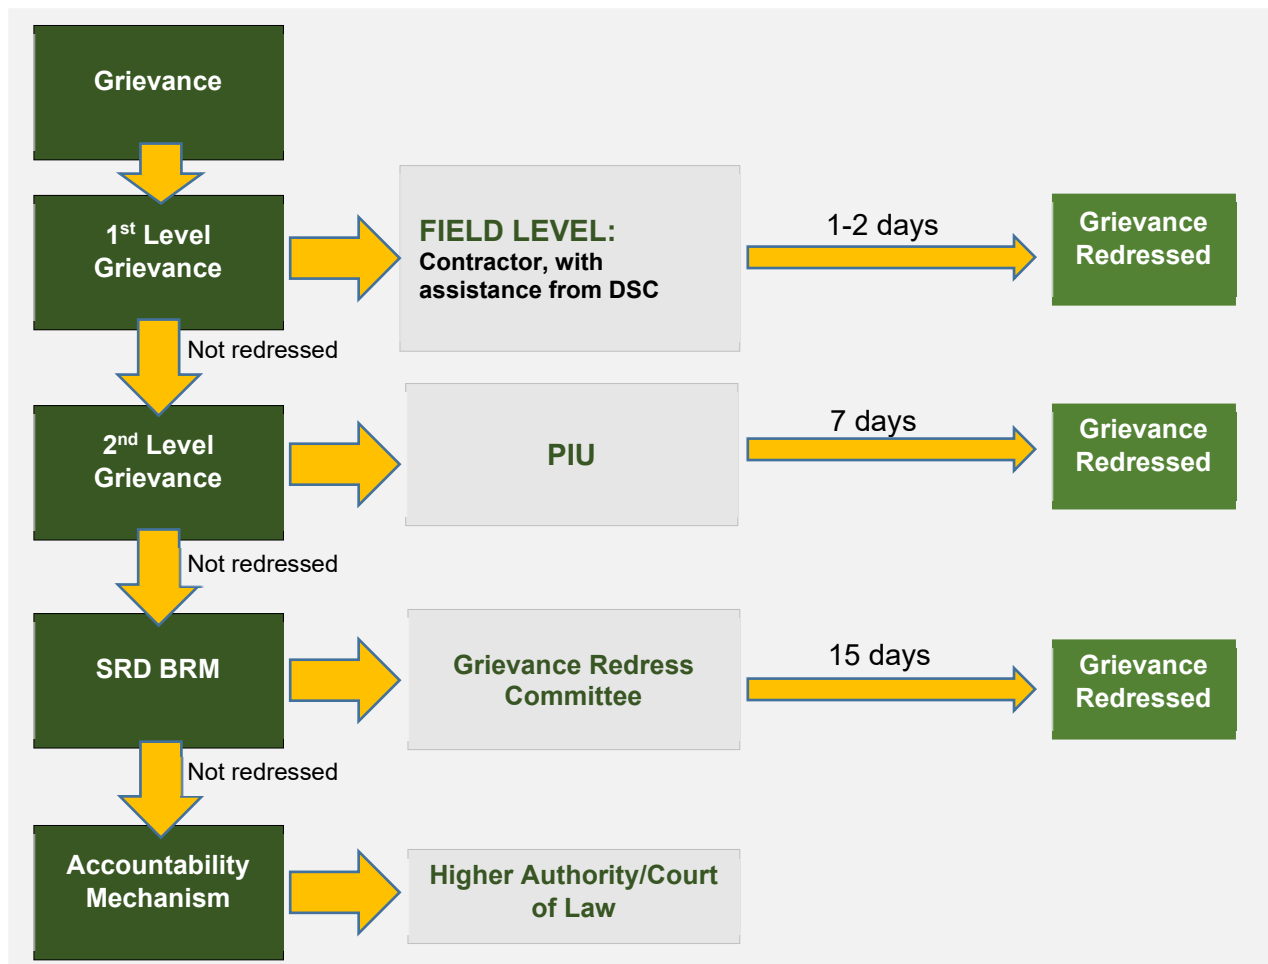 Grievance
1st Level
Grievance
FIELD LEVEL:
Contractor, with
assistance from DSC
1-2 days
Grievance
Redressed
Not redressed
2nd Level
Grievance
PIU
7 days
Grievance
Redressed
Not redressed
SRD BRM
Grievance Redress
Committee
15 days
Grievance
Redressed
Not redressed
Accountability
Mechanism
Higher Authority/Court
of Law